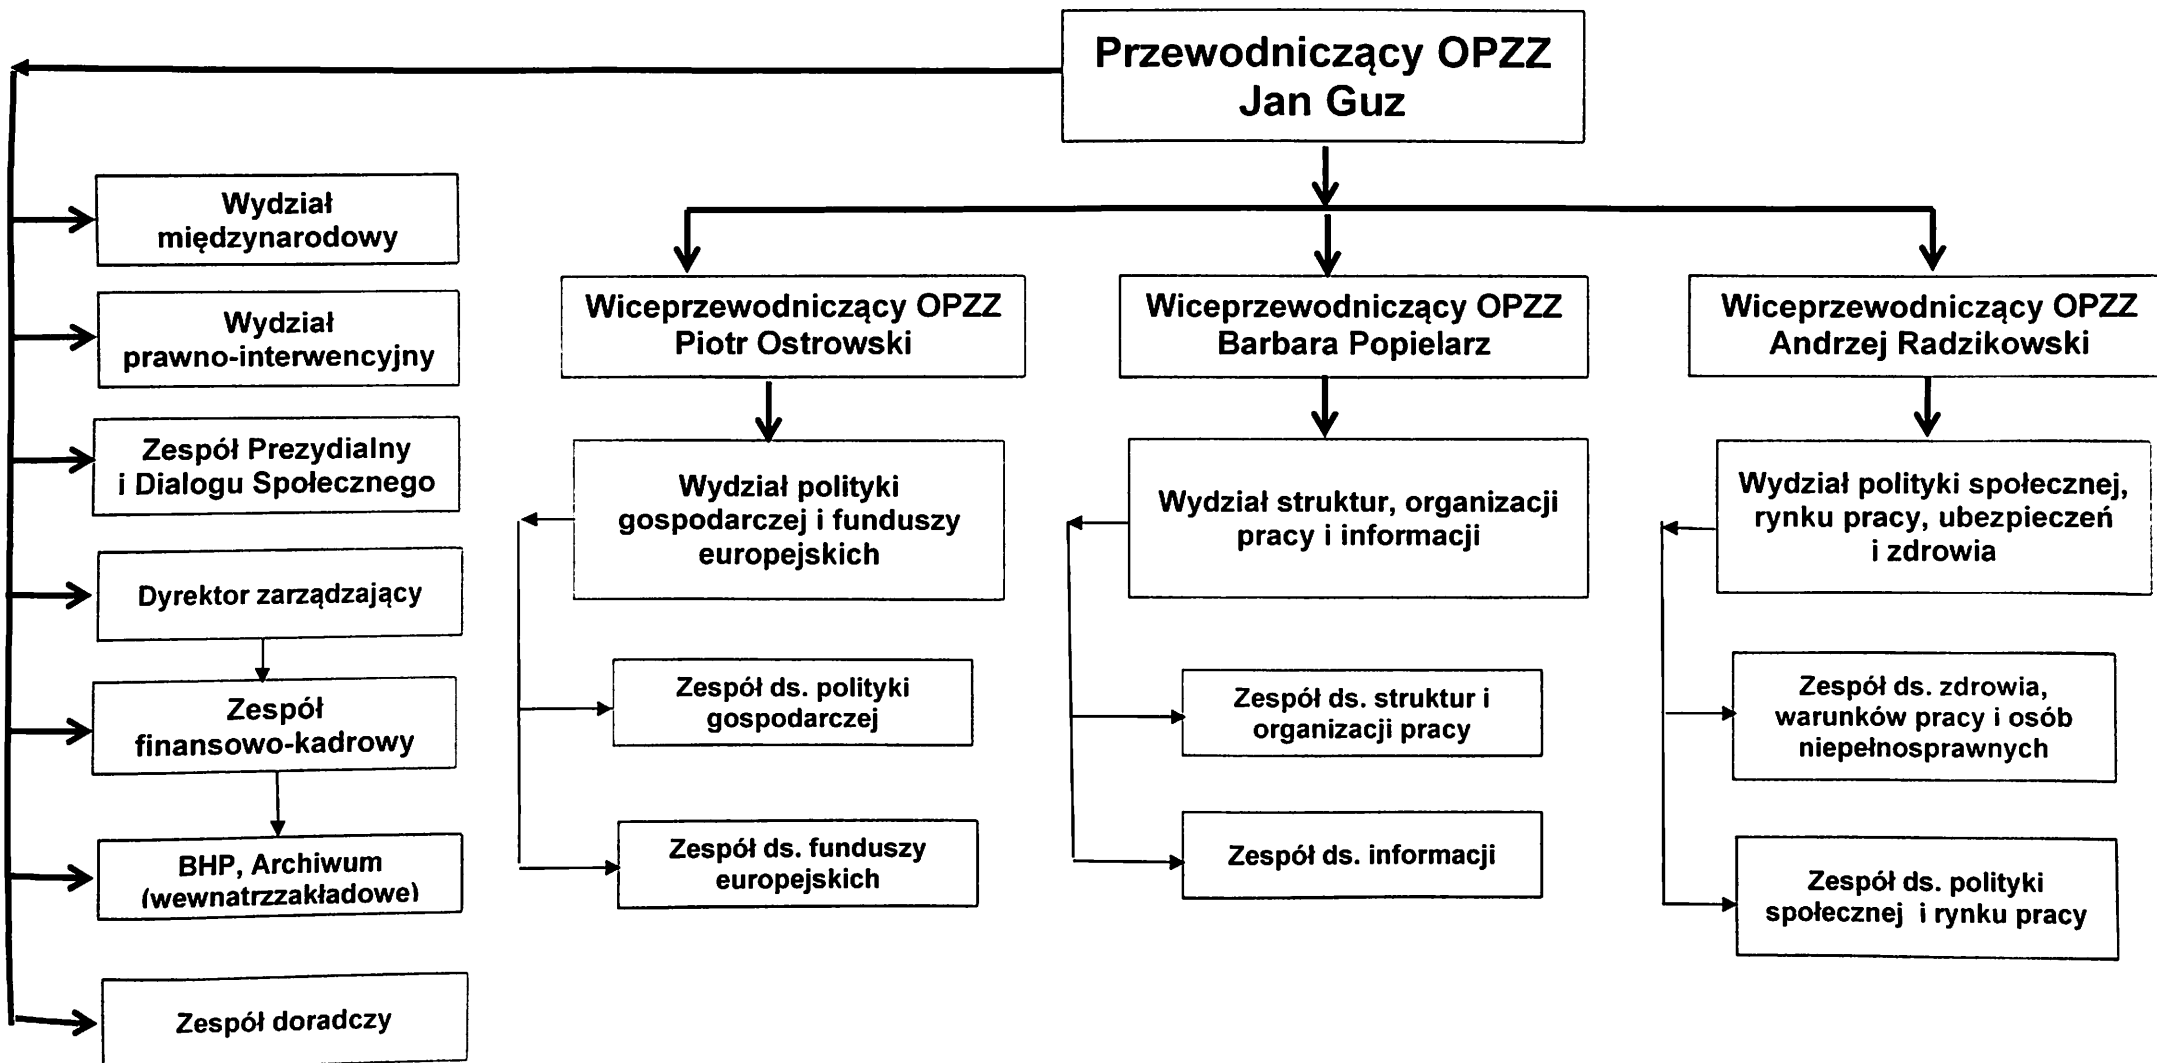 Przewodniczący OPZZ
Jan Guz
Wydział
międzynarodowy
Wydział
prawno-interwencyjny
Zespół Prezydialny
i Dialogu Społecznego
Dyrektor zarządzający
Zespół
finansowo-kadrowy
BHP, Archiwum
(wewnatrzzakładowe)
Zespół doradczy
Wiceprzewodniczący OPZZ
Piotr Ostrowski
Wydział polityki
gospodarczej i funduszy
europejskich
Zespół ds. polityki
gospodarczej
Zespół ds. funduszy
europejskich
Wiceprzewodniczący OPZZ
Barbara Popielarz
Wydział struktur, organizacji
pracy i informacji
Zespół ds. struktur i
organizacji pracy
Zespół ds. informacji
Wiceprzewodniczący OPZZ
Andrzej Radzikowski
Wydział polityki społecznej,
rynku pracy, ubezpieczeń
i zdrowia
Zespół ds. zdrowia,
warunków pracy i osób
niepełnosprawnych
Zespół ds. polityki
społecznej i rynku pracy